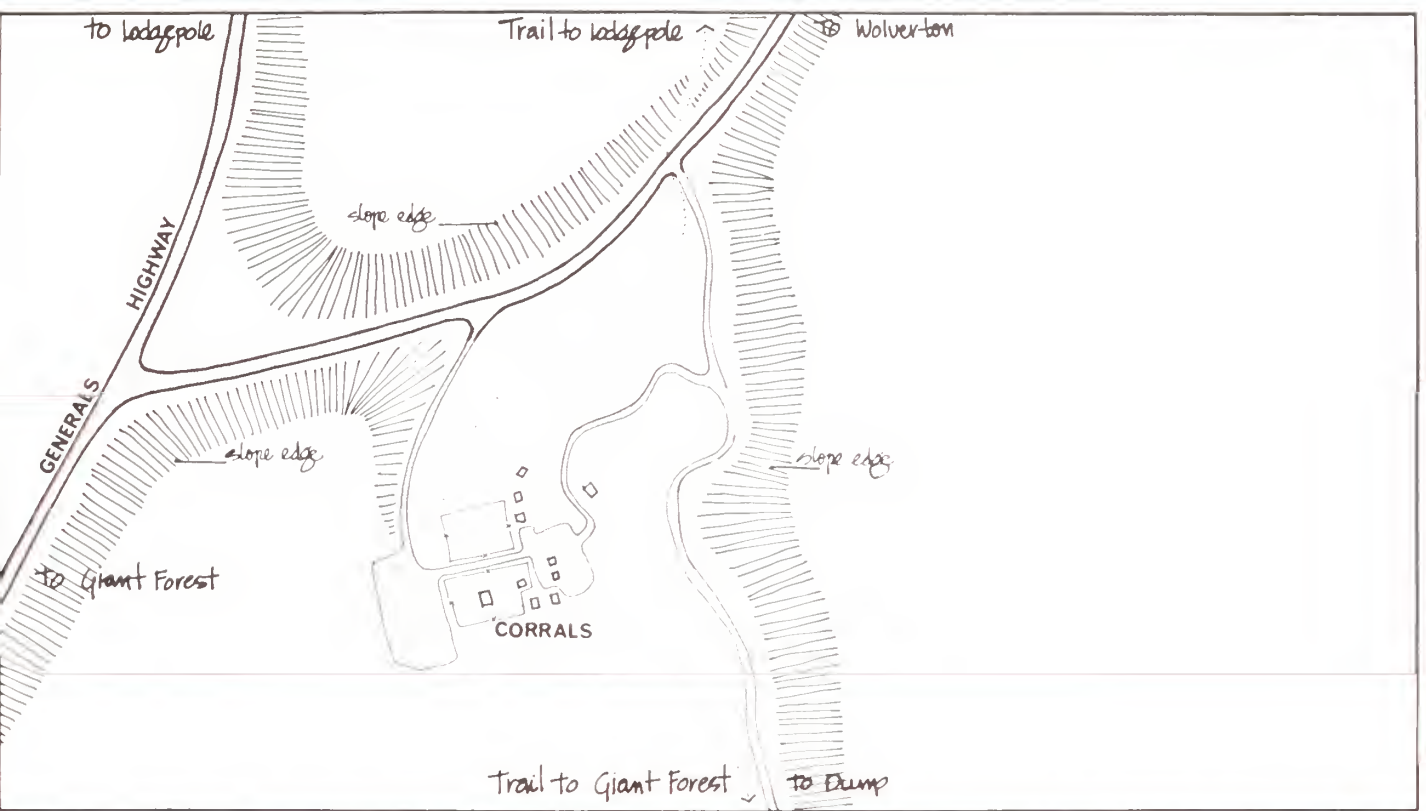 to Lodgepole
Trail to Lodgepole
To Wolverton
slope edge
HIGHWAY
GENERALS
slope edge
slope edge
to Giant Forest
CORRALS
Trail to Giant Forest
to Dump